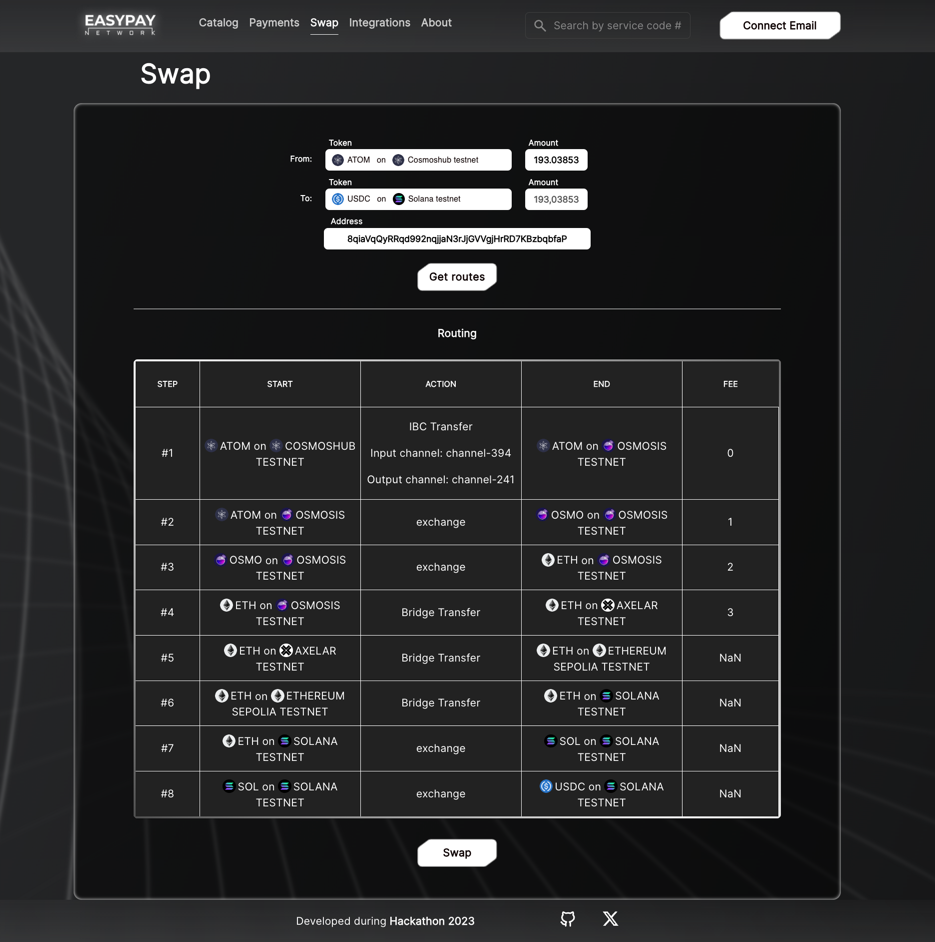 EASYPAY
NETWORK
Catalog Payments Swap Integrations About
Search by service code #
Connect Email
Swap
Token Amount
From: ATOM on Cosmoshub testnet 193.03853
Token Amount
To: USDC on Solana testnet 193,03853
Address
8qiaVqQyRRqd992nqjjaN3rJjGVVgjHrRD7KBzbqbfaP
Get routes
Routing
STEP START ACTION END FEE
IBC Transfer
#1 ATOM on COSMOSHUB Input channel: channel-394 ATOM on OSMOSIS 0
TESTNET TESTNET
Output channel: channel-241
#2 ATOM on OSMOSIS exchange OSMO on OSMOSIS 1
TESTNET TESTNET
#3 OSMO on OSMOSIS exchange ETH on OSMOSIS 2
TESTNET TESTNET
#4 ETH on OSMOSIS Bridge Transfer ETH on AXELAR 3
TESTNET TESTNET
#5 ETH on AXELAR Bridge Transfer ETH on ETHEREUM NaN
TESTNET SEPOLIA TESTNET
#6 ETH on ETHEREUM Bridge Transfer ETH on SOLANA NaN
SEPOLIA TESTNET TESTNET
#7 ETH on SOLANA exchange SOL on SOLANA NaN
TESTNET TESTNET
#8 SOL on SOLANA exchange USDC on SOLANA NaN
TESTNET TESTNET
Swap
Developed during Hackathon 2023